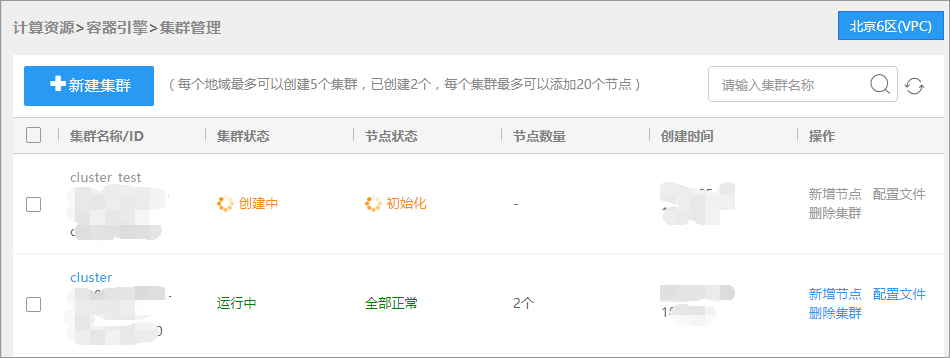 计算资源>容器引擎>集群管理 北京6区(VPC)
新建集群 （每个地域最多可以创建5个集群，已创建2个，每个集群最多可以添加20个节点） 请输入集群名称
集群名称/ID 集群状态 节点状态 节点数量 创建时间 操作
cluster_test
创建中 初始化 - 新增节点 配置文件
删除集群
cluster
运行中 全部正常 2个 新增节点 配置文件
删除集群